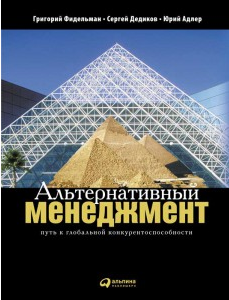 Григорий Фидельман • Сергей Дедиков • Юрий Адлер
Альтернативный
менеджмент
путь к глобальной конкурентоспособности
альпина